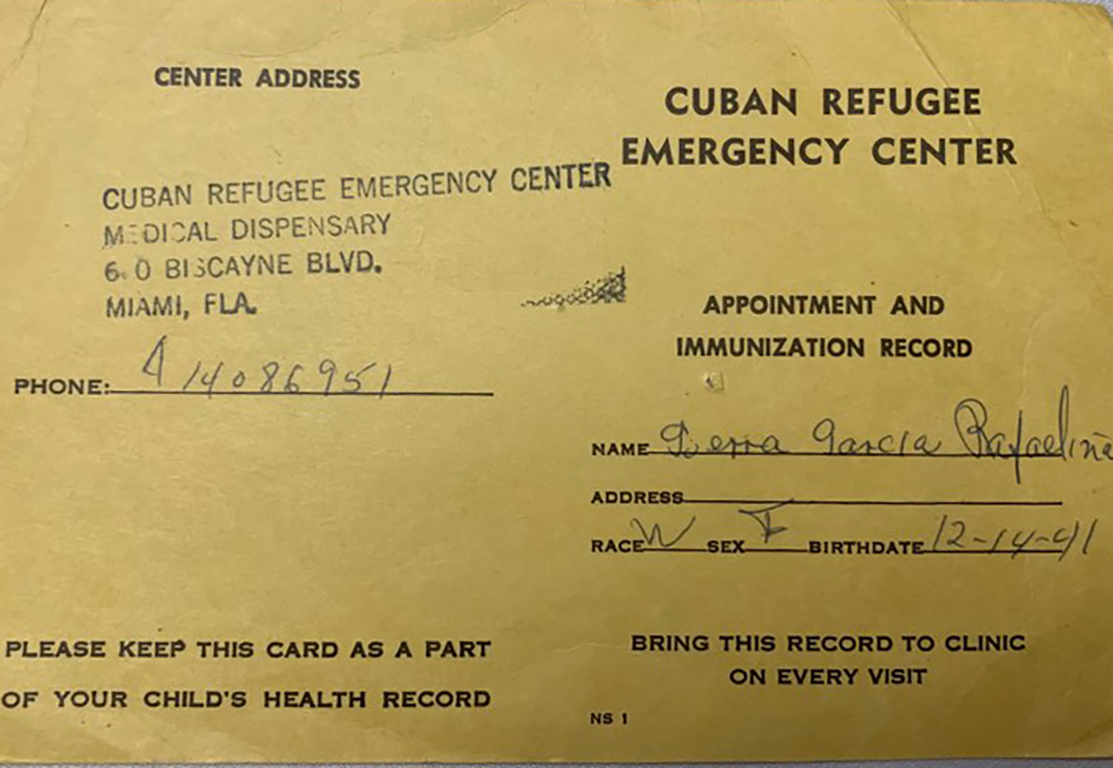 CENTER ADDRESS
CUBAN REFUGEE EMERGENCY CENTER
MEDICAL DISPENSARY
BISCAYNE BLVD.
MIAMI, FLA.
PHONE: A 14086951
PLEASE KEEP THIS CARD AS A PART
OF YOUR CHILD'S HEALTH RECORD
CUBAN REFUGEE
EMERGENCY CENTER
APPOINTMENT AND
IMMUNIZATION RECORD
NAME Garcia Rafaelina
ADDRESS
RACE W SEX F BIRTHDATE 12-14-41
BRING THIS RECORD TO CLINIC
ON EVERY VISIT
NS 1